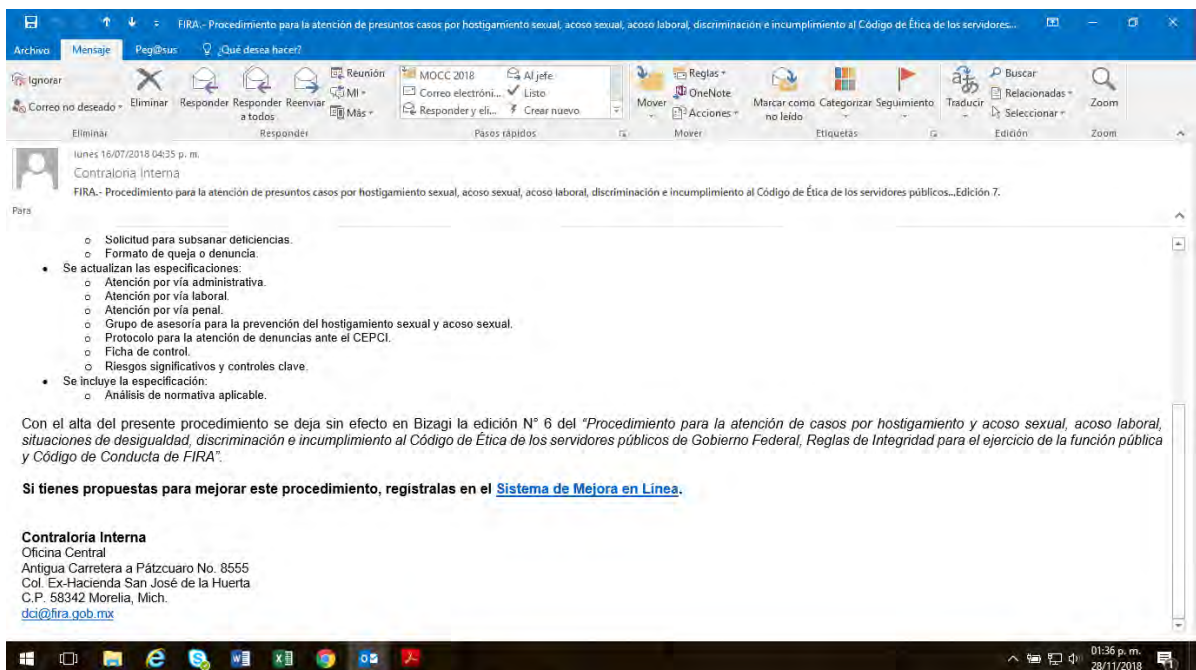 FIRA.- Procedimiento para la atención de presuntos casos por hostigamiento sexual, acoso sexual, acoso laboral, discriminación e incumplimiento al Código de Ética de los servidores...
Archivo Mensaje Peg@sus ¿Qué desea hacer?
Ignorar
Correo no deseado
Eliminar
Responder
Responder a todos
Reenviar
Reunión
MI
Más
MOCC 2018
Al jefe
Correo electróni...
Listo
Responder y eli...
Crear nuevo
Mover
Reglas
OneNote
Acciones
Marcar como no leído
Categorizar
Seguimiento
Traducir
Buscar
Relacionadas
Seleccionar
Zoom
Eliminar Responder Pasos rápidos Mover Etiquetas Edición Zoom
lunes 16/07/2018 04:35 p. m.
Contraloria Interna
FIRA.- Procedimiento para la atención de presuntos casos por hostigamiento sexual, acoso sexual, acoso laboral, discriminación e incumplimiento al Código de Ética de los servidores públicos...Edición 7.
Para
o Solicitud para subsanar deficiencias.
o Formato de queja o denuncia.
• Se actualizan las especificaciones:
o Atención por vía administrativa.
o Atención por vía laboral.
o Atención por vía penal.
o Grupo de asesoría para la prevención del hostigamiento sexual y acoso sexual.
o Protocolo para la atención de denuncias ante el CEPCI.
o Ficha de control.
o Riesgos significativos y controles clave.
• Se incluye la especificación:
o Análisis de normativa aplicable.
Con el alta del presente procedimiento se deja sin efecto en Bizagi la edición N° 6 del "Procedimiento para la atención de casos por hostigamiento y acoso sexual, acoso laboral,
situaciones de desigualdad, discriminación e incumplimiento al Código de Ética de los servidores públicos de Gobierno Federal, Reglas de Integridad para el ejercicio de la función pública
y Código de Conducta de FIRA".
Si tienes propuestas para mejorar este procedimiento, regístralas en el Sistema de Mejora en Línea.
Contraloría Interna
Oficina Central
Antigua Carretera a Pátzcuaro No. 8555
Col. Ex-Hacienda San José de la Huerta
C.P. 58342 Morelia, Mich.
dci@fira.gob.mx
01:36 p. m.
28/11/2018